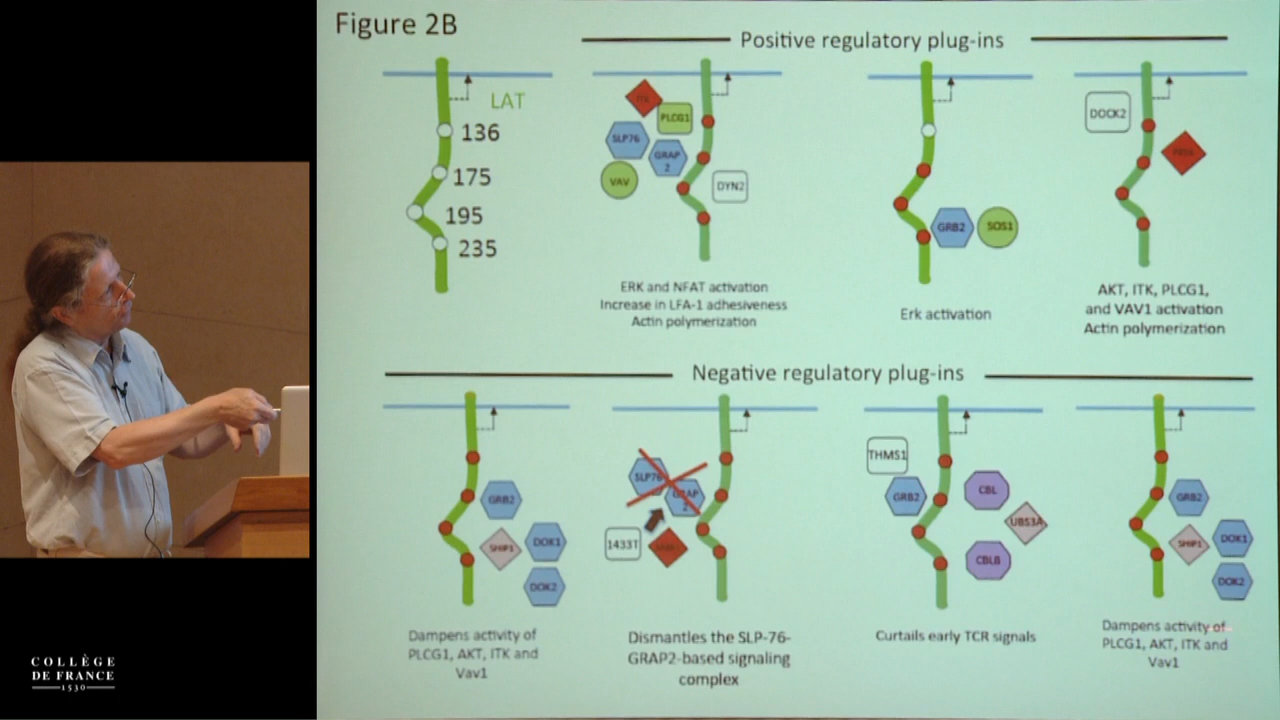 Figure 2B
Positive regulatory plug-ins
LAT
136
175
195
235
PLCG1
SLP76
GRAP
2
VAV
DYN2
ERK and NFAT activation
Increase in LFA-1 adhesiveness
Actin polymerization
GRB2
SOS1
Erk activation
DOCK2
AKT, ITK, PLCG1,
and VAV1 activation
Actin polymerization
Negative regulatory plug-ins
GRB2
SHIP1
DOK1
DOK2
Dampens activity of
PLCG1, AKT, ITK and
Vav1
SLP76
1433T
Dismantles the SLP-76-
GRAP2-based signaling
complex
THMS1
GRB2
CBL
UBS3A
CBLB
Curtails early TCR signals
GRB2
SHIP1
DOK1
DOK2
Dampens activity of
PLCG1, AKT, ITK and
Vav1
COLLÈGE
DE FRANCE
1530